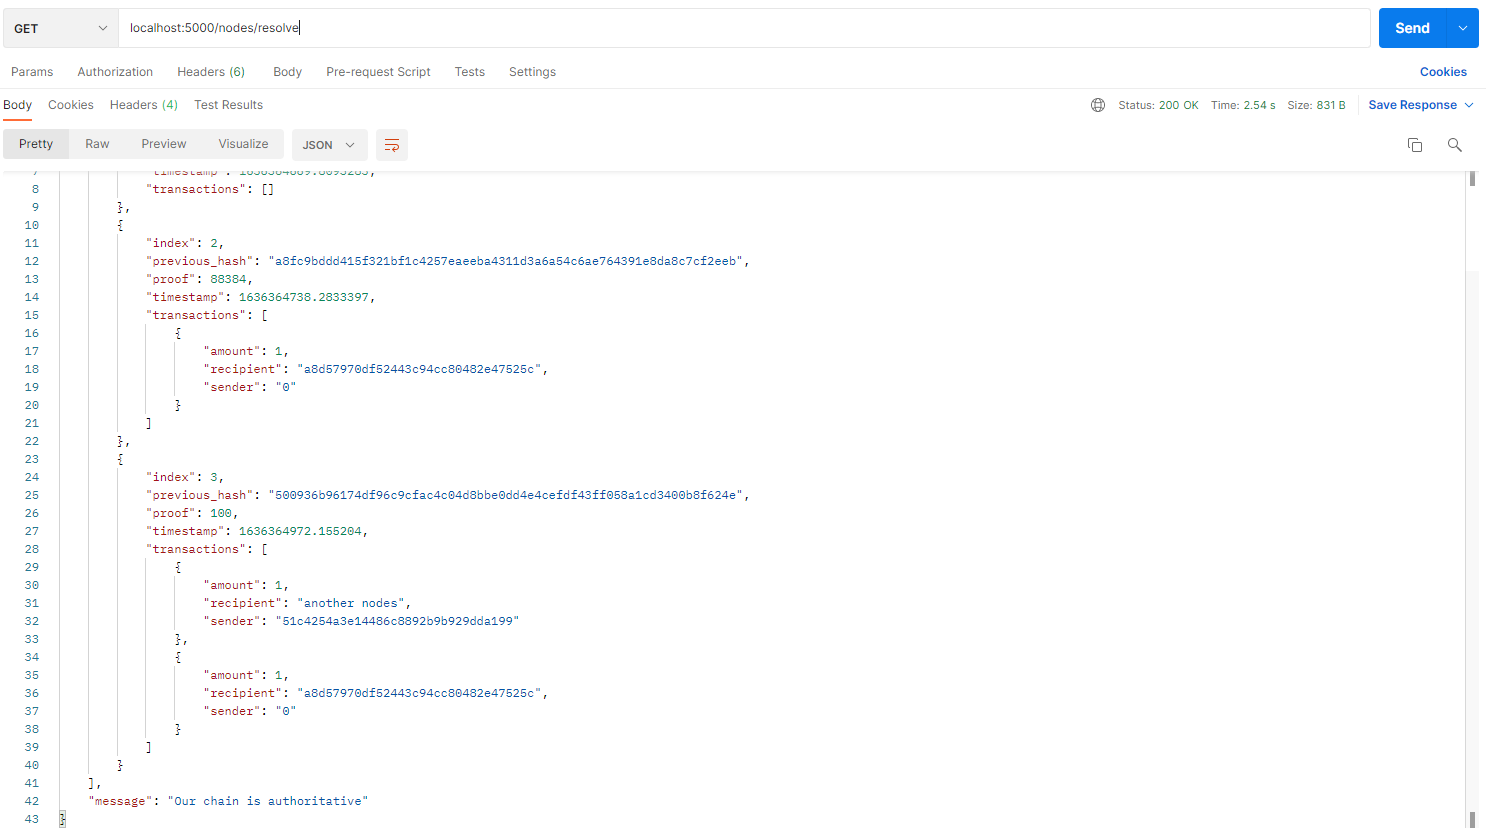 GET localhost:5000/nodes/resolve Send
Params Authorization Headers (6) Body Pre-request Script Tests Settings Cookies
Body Cookies Headers (4) Test Results Status: 200 OK Time: 2.54 s Size: 831 B Save Response
Pretty Raw Preview Visualize JSON
8 "transactions": []
9 },
10 {
11 "index": 2,
12 "previous_hash": "a8fc9bddd415f321bf1c4257eaeeba4311d3a6a54c6ae764391e8da8c7cf2eeb",
13 "proof": 88384,
14 "timestamp": 1636364738.2833397,
15 "transactions": [
16 {
17 "amount": 1,
18 "recipient": "a8d57970df52443c94cc80482e47525c",
19 "sender": "0"
20 }
21 ]
22 },
23 {
24 "index": 3,
25 "previous_hash": "500936b96174df96c9cfac4c04d8bbe0dd4e4cefdf43ff058a1cd3400b8f624e",
26 "proof": 100,
27 "timestamp": 1636364972.155204,
28 "transactions": [
29 {
30 "amount": 1,
31 "recipient": "another nodes",
32 "sender": "51c4254a3e14486c8892b9b929dda199"
33 },
34 {
35 "amount": 1,
36 "recipient": "a8d57970df52443c94cc80482e47525c",
37 "sender": "0"
38 }
39 ]
40 }
41 ],
42 "message": "Our chain is authoritative"
43 }